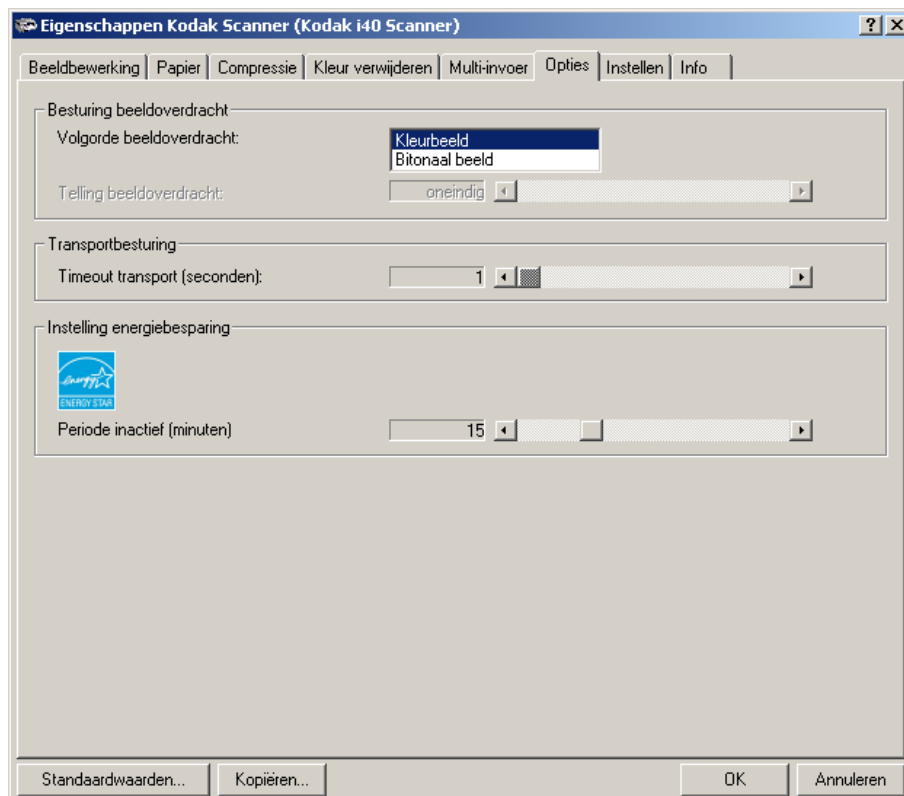 Eigenschappen Kodak Scanner (Kodak i40 Scanner)
Beeldbewerking Papier Compressie Kleur verwijderen Multi-invoer Opties Instellen Info
Besturing beeldoverdracht
Volgorde beeldoverdracht:
Kleurbeeld
Bitonaal beeld
Telling beeldoverdracht: oneindig
Transportbesturing
Timeout transport (seconden): 1
Instelling energiebesparing
energy
ENERGY STAR
Periode inactief (minuten) 15
Standaardwaarden... Kopiëren... OK Annuleren